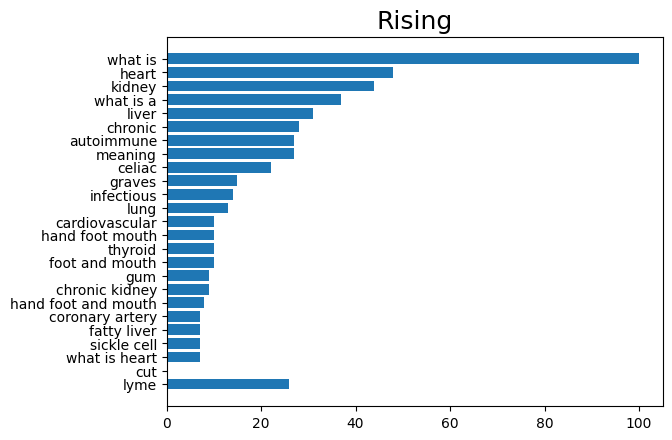 Rising
what is
heart
kidney
what is a
liver
chronic
autoimmune
meaning
celiac
graves
infectious
lung
cardiovascular
hand foot mouth
thyroid
foot and mouth
gum
chronic kidney
hand foot and mouth
coronary artery
fatty liver
sickle cell
what is heart
cut
lyme
0 20 40 60 80 100